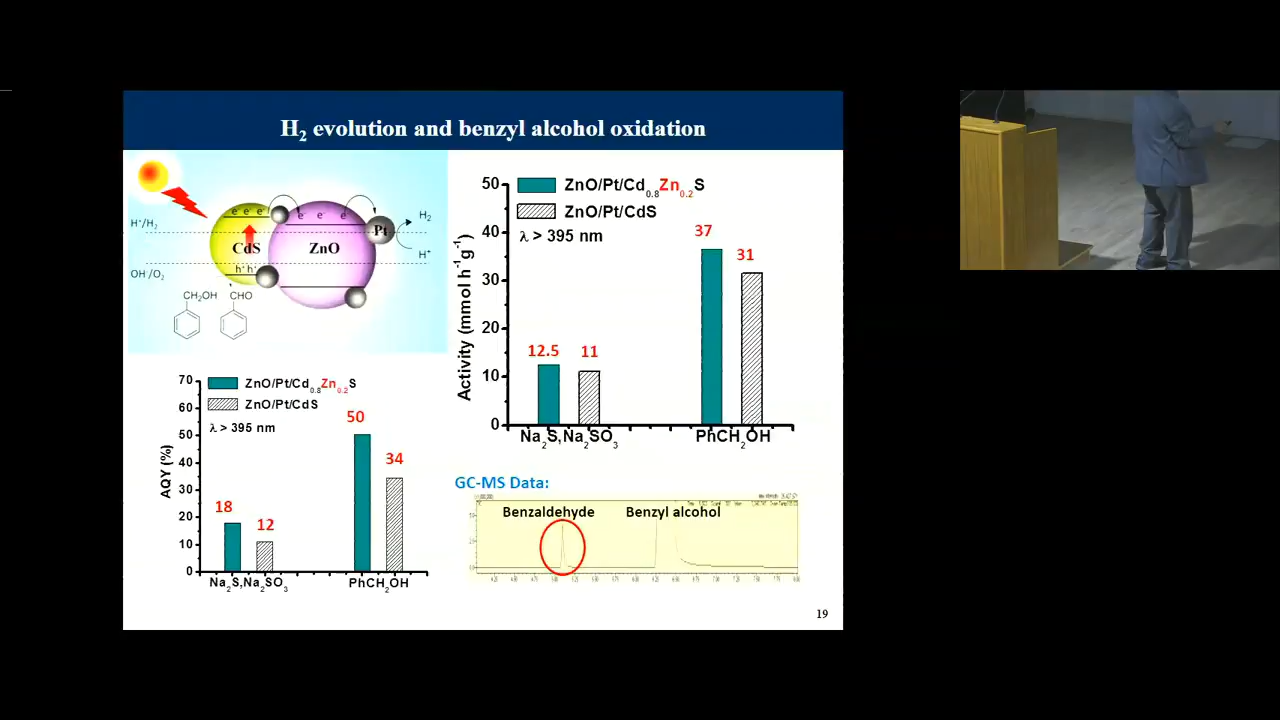 H2 evolution and benzyl alcohol oxidation
H+/H2
OH-/O2
e- e- e-
CdS
h+ h+
e- e- e-
ZnO
Pt
H2
H+
CH2OH
CHO
50
40
30
20
10
0
Activity (mmol h-1g-1)
ZnO/Pt/Cd0.8Zn0.2S
ZnO/Pt/CdS
λ > 395 nm
12.5
11
37
31
Na2S,Na2SO3
PhCH2OH
70
60
50
40
30
20
10
0
AQY (%)
ZnO/Pt/Cd0.8Zn0.2S
ZnO/Pt/CdS
λ > 395 nm
18
12
50
34
Na2S,Na2SO3
PhCH2OH
GC-MS Data:
Benzaldehyde
Benzyl alcohol
19